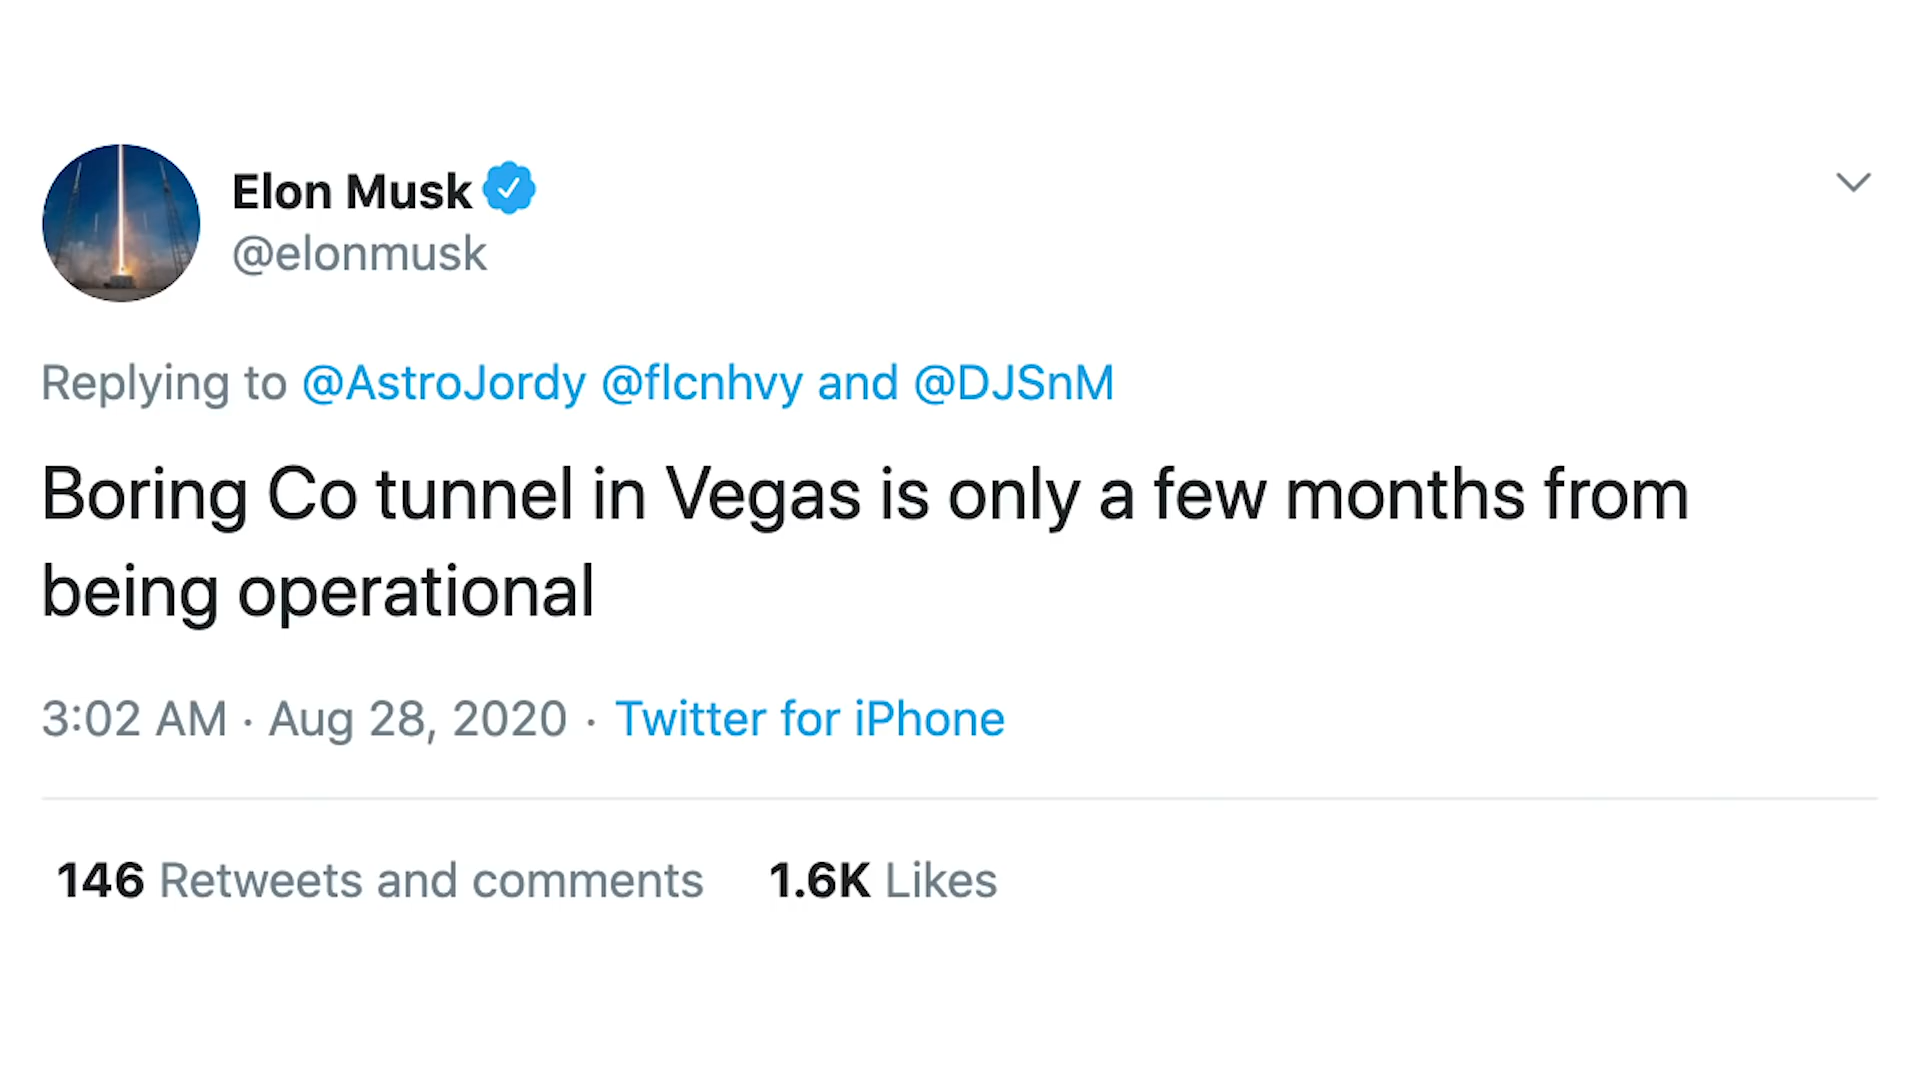 Elon Musk
@elonmusk
Replying to @AstroJordy @flcnhvy and @DJSnM
Boring Co tunnel in Vegas is only a few months from
being operational
3:02 AM · Aug 28, 2020 · Twitter for iPhone
146 Retweets and comments 1.6K Likes